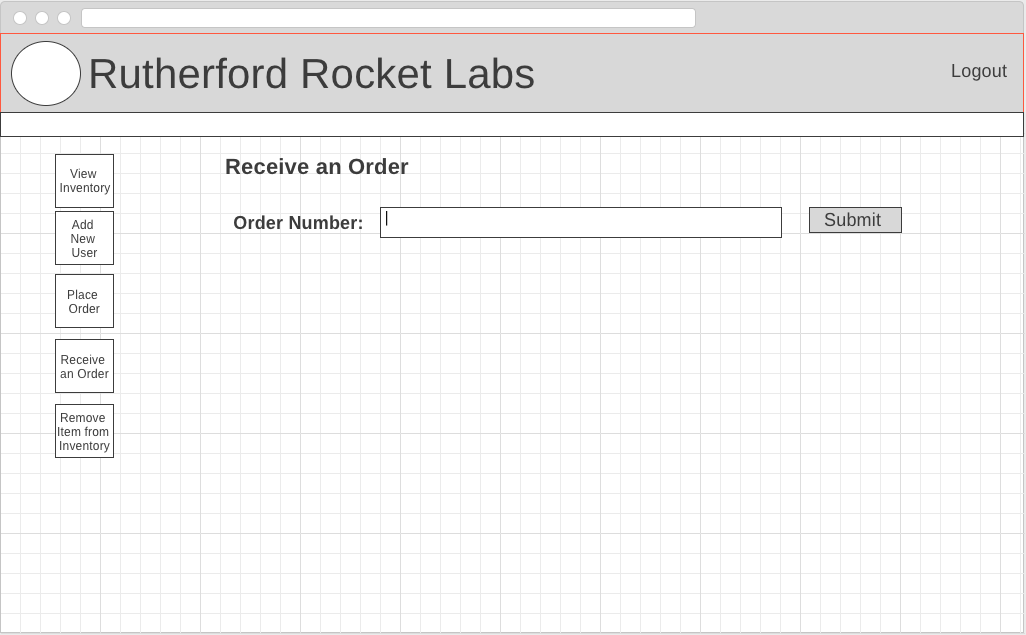 Rutherford Rocket Labs
Logout
View
Inventory
Add
New
User
Place
Order
Receive
an Order
Remove
Item from
Inventory
Receive an Order
Order Number:
Submit